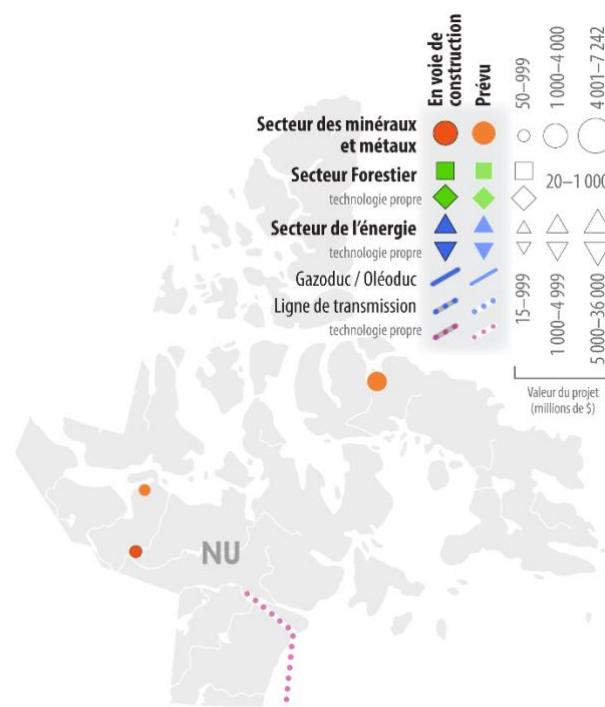 En voie de
construction
Prévu
50–999
1 000–4 000
4 001–7 242
Secteur des minéraux
et métaux
Secteur Forestier
20–1 000
technologie propre
Secteur de l'énergie
technologie propre
Gazoduc / Oléoduc
Ligne de transmission
technologie propre
15–999
1 000–4 999
5 000–36 000
Valeur du projet
(millions de $)
NU